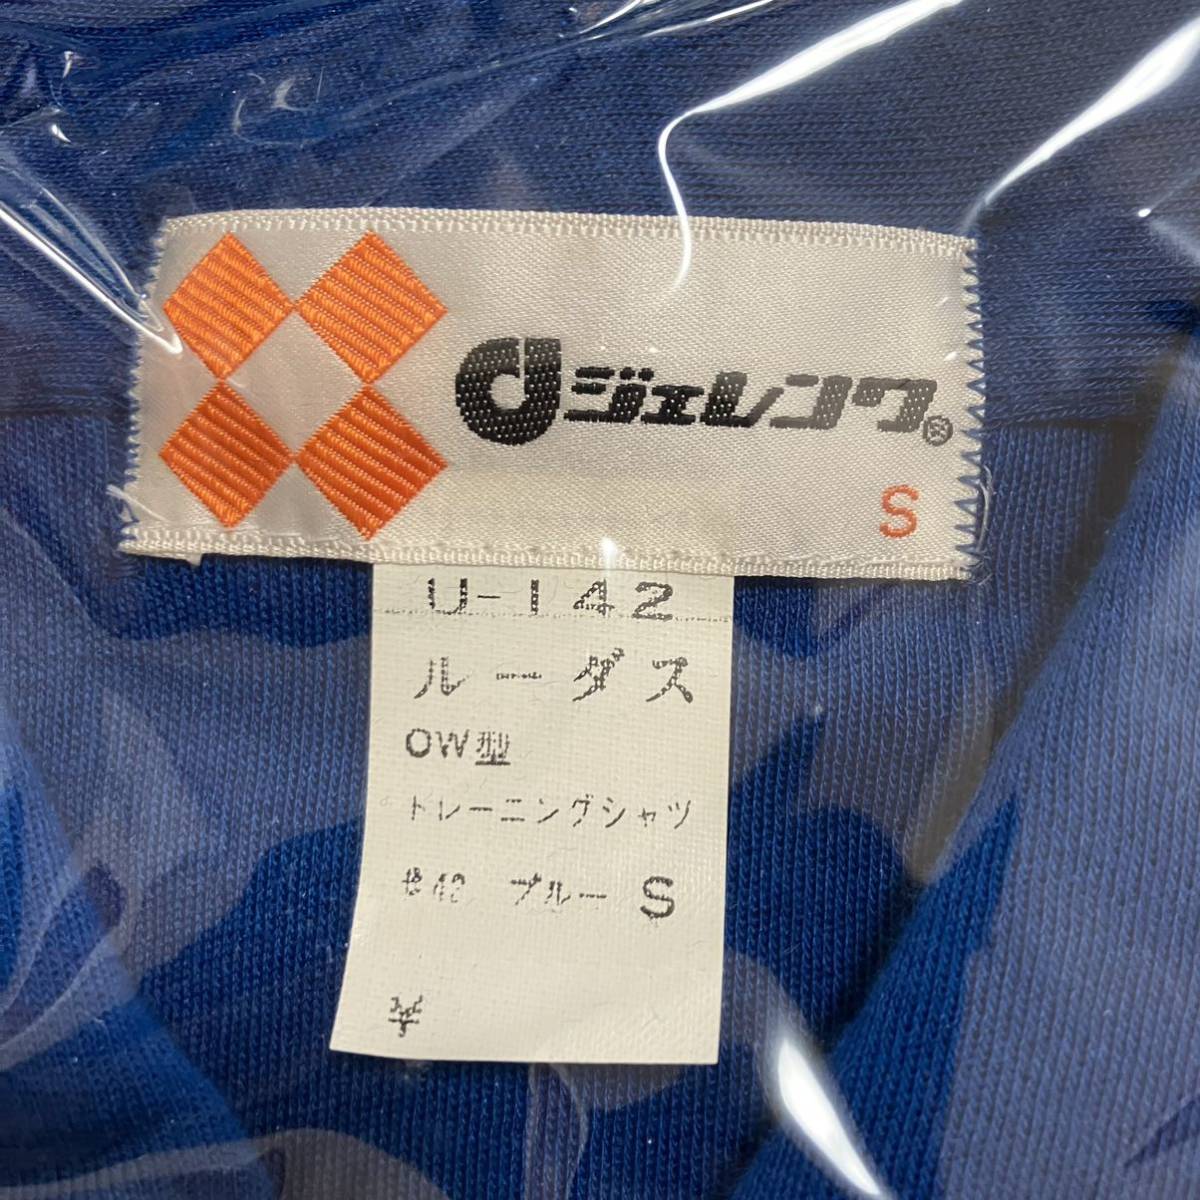 ジェレンク®
S
U-142
ルーダス
OW型
トレーニングシャツ
#42 ブルー S
¥